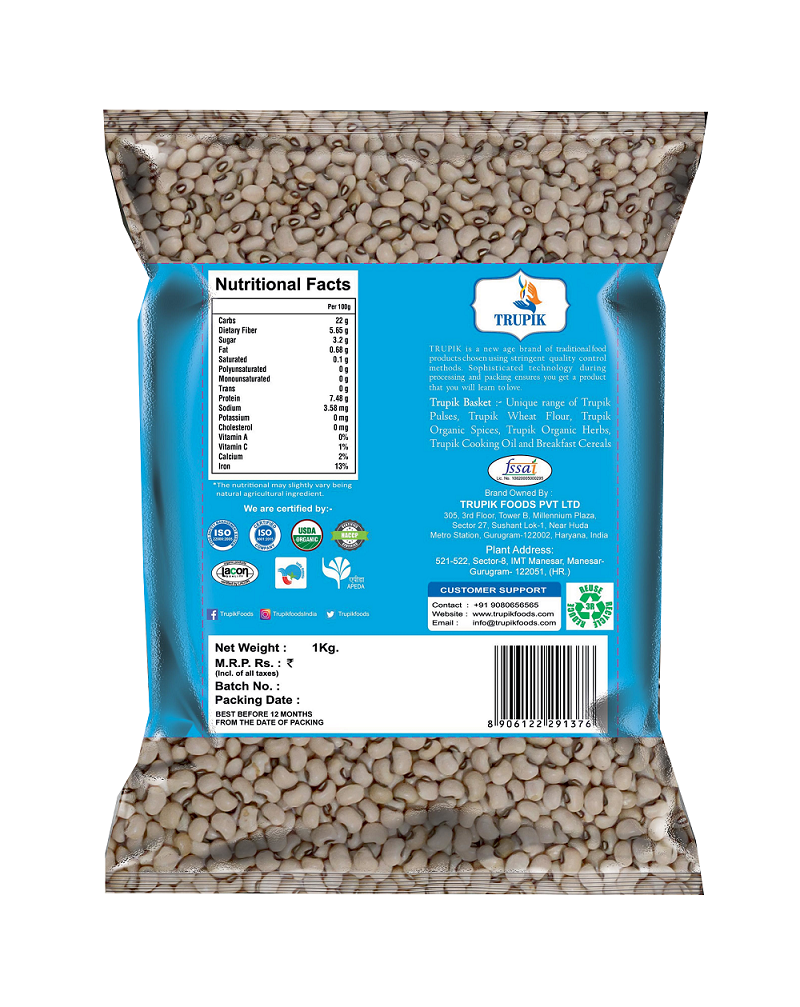 Nutritional Facts
Per 100g
Carbs 22 g
Dietary Fiber 5.65 g
Sugar 3.2 g
Fat 0.68 g
Saturated 0.1 g
Polyunsaturated 0 g
Monounsaturated 0 g
Trans 0 g
Protein 7.48 g
Sodium 3.58 mg
Potassium 0 mg
Cholesterol 0 mg
Vitamin A 0%
Vitamin C 1%
Calcium 2%
Iron 13%
*The nutritional may slightly vary being
natural agricultural ingredient.
We are certified by:-
ISO
ISO
USDA
ORGANIC
HACCP
lacon
QUALITY
एपीडा
APEDA
TrupikFoods
TrupikfoodsIndia
Trupikfoods
TRUPIK
TRUPIK is a new age brand of traditional food
products chosen using stringent quality control
methods. Sophisticated technology during
processing and packing ensures you get a product
that you will learn to love.
Trupik Basket :- Unique range of Trupik
Pulses, Trupik Wheat Flour, Trupik
Organic Spices, Trupik Organic Herbs,
Trupik Cooking Oil and Breakfast Cereals
fssai
Brand Owned By :
TRUPIK FOODS PVT LTD
305, 3rd Floor, Tower B, Millennium Plaza,
Sector 27, Sushant Lok-1, Near Huda
Metro Station, Gurugram-122002, Haryana, India
Plant Address:
521-522, Sector-8, IMT Manesar, Manesar-
Gurugram- 122051, (HR.)
CUSTOMER SUPPORT
Contact : +91 9080656565
Website : www.trupikfoods.com
Email : info@trupikfoods.com
REUSE
REDUCE
RECYCLE
Net Weight : 1Kg.
M.R.P. Rs. : ₹
(Incl. of all taxes)
Batch No. :
Packing Date :
BEST BEFORE 12 MONTHS
FROM THE DATE OF PACKING
8 906122 291376